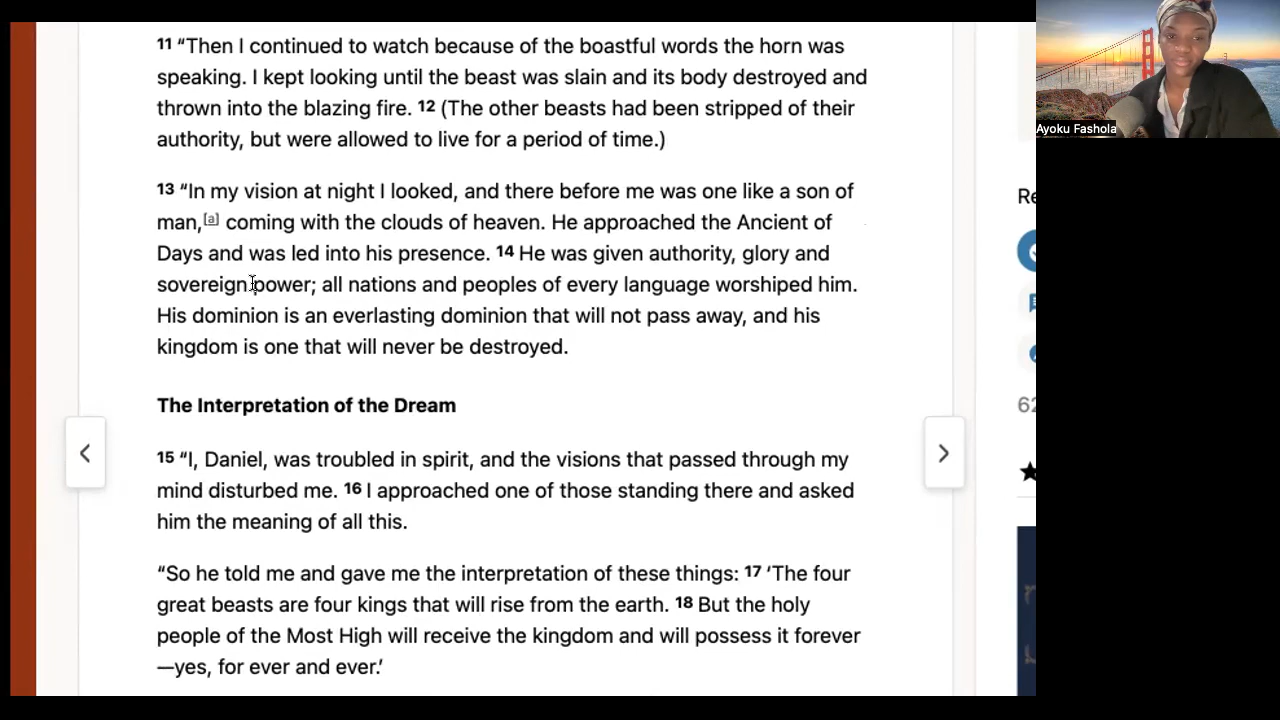 11 “Then I continued to watch because of the boastful words the horn was
speaking. I kept looking until the beast was slain and its body destroyed and
thrown into the blazing fire. 12 (The other beasts had been stripped of their
authority, but were allowed to live for a period of time.)
13 “In my vision at night I looked, and there before me was one like a son of
man,[a] coming with the clouds of heaven. He approached the Ancient of
Days and was led into his presence. 14 He was given authority, glory and
sovereign power; all nations and peoples of every language worshiped him.
His dominion is an everlasting dominion that will not pass away, and his
kingdom is one that will never be destroyed.
The Interpretation of the Dream
15 “I, Daniel, was troubled in spirit, and the visions that passed through my
mind disturbed me. 16 I approached one of those standing there and asked
him the meaning of all this.
“So he told me and gave me the interpretation of these things: 17 ‘The four
great beasts are four kings that will rise from the earth. 18 But the holy
people of the Most High will receive the kingdom and will possess it forever
—yes, for ever and ever.’
Ayoku Fashola
Re
62